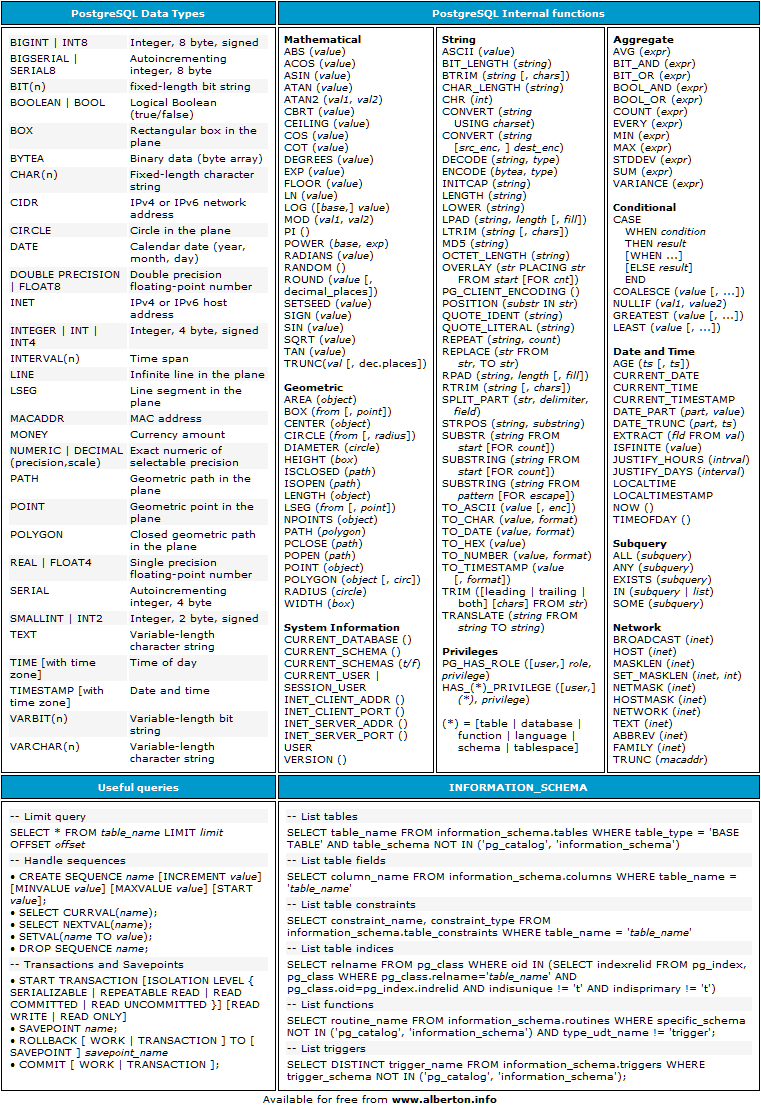 PostgreSQL Data Types
BIGINT | INT8 Integer, 8 byte, signed
BIGSERIAL | Autoincrementing
SERIAL8 integer, 8 byte
BIT(n) fixed-length bit string
BOOLEAN | BOOL Logical Boolean
(true/false)
BOX Rectangular box in the
plane
BYTEA Binary data (byte array)
CHAR(n) Fixed-length character
string
CIDR IPv4 or IPv6 network
address
CIRCLE Circle in the plane
DATE Calendar date (year,
month, day)
DOUBLE PRECISION Double precision
| FLOAT8 floating-point number
INET IPv4 or IPv6 host
address
INTEGER | INT | Integer, 4 byte, signed
INT4
INTERVAL(n) Time span
LINE Infinite line in the plane
LSEG Line segment in the
plane
MACADDR MAC address
MONEY Currency amount
NUMERIC | DECIMAL Exact numeric of
(precision,scale) selectable precision
PATH Geometric path in the
plane
POINT Geometric point in the
plane
POLYGON Closed geometric path
in the plane
REAL | FLOAT4 Single precision
floating-point number
SERIAL Autoincrementing
integer, 4 byte
SMALLINT | INT2 Integer, 2 byte, signed
TEXT Variable-length
character string
TIME [with time Time of day
zone]
TIMESTAMP [with Date and time
time zone]
VARBIT(n) Variable-length bit
string
VARCHAR(n) Variable-length
character string
PostgreSQL Internal functions
Mathematical
ABS (value)
ACOS (value)
ASIN (value)
ATAN (value)
ATAN2 (val1, val2)
CBRT (value)
CEILING (value)
COS (value)
COT (value)
DEGREES (value)
EXP (value)
FLOOR (value)
LN (value)
LOG ([base,] value)
MOD (val1, val2)
PI ()
POWER (base, exp)
RADIANS (value)
RANDOM ()
ROUND (value [,
decimal_places])
SETSEED (value)
SIGN (value)
SIN (value)
SQRT (value)
TAN (value)
TRUNC(val [, dec.places])
Geometric
AREA (object)
BOX (from [, point])
CENTER (object)
CIRCLE (from [, radius])
DIAMETER (circle)
HEIGHT (box)
ISCLOSED (path)
ISOPEN (path)
LENGTH (object)
LSEG (from [, point])
NPOINTS (object)
PATH (polygon)
PCLOSE (path)
POPEN (path)
POINT (object)
POLYGON (object [, circ])
RADIUS (circle)
WIDTH (box)
System Information
CURRENT_DATABASE ()
CURRENT_SCHEMA ()
CURRENT_SCHEMAS (t/f)
CURRENT_USER |
SESSION_USER
INET_CLIENT_ADDR ()
INET_CLIENT_PORT ()
INET_SERVER_ADDR ()
INET_SERVER_PORT ()
USER
VERSION ()
String
ASCII (value)
BIT_LENGTH (string)
BTRIM (string [, chars])
CHAR_LENGTH (string)
CHR (int)
CONVERT (string
USING charset)
CONVERT (string
[src_enc, ] dest_enc)
DECODE (string, type)
ENCODE (bytea, type)
INITCAP (string)
LENGTH (string)
LOWER (string)
LPAD (string, length [, fill])
LTRIM (string [, chars])
MD5 (string)
OCTET_LENGTH (string)
OVERLAY (str PLACING str
FROM start [FOR cnt])
PG_CLIENT_ENCODING ()
POSITION (substr IN str)
QUOTE_IDENT (string)
QUOTE_LITERAL (string)
REPEAT (string, count)
REPLACE (str FROM
str, TO str)
RPAD (string, length [, fill])
RTRIM (string [, chars])
SPLIT_PART (str, delimiter,
field)
STRPOS (string, substring)
SUBSTR (string FROM
start [FOR count])
SUBSTRING (string FROM
start [FOR count])
SUBSTRING (string FROM
pattern [FOR escape])
TO_ASCII (value [, enc])
TO_CHAR (value, format)
TO_DATE (value, format)
TO_HEX (value)
TO_NUMBER (value, format)
TO_TIMESTAMP (value
[, format])
TRIM ([leading | trailing |
both] [chars] FROM str)
TRANSLATE (string FROM
string TO string)
Privileges
PG_HAS_ROLE ([user,] role,
privilege)
HAS_(*)_PRIVILEGE ([user,]
(*), privilege)
(*) = [table | database |
function | language |
schema | tablespace]
Aggregate
AVG (expr)
BIT_AND (expr)
BIT_OR (expr)
BOOL_AND (expr)
BOOL_OR (expr)
COUNT (expr)
EVERY (expr)
MIN (expr)
MAX (expr)
STDDEV (expr)
SUM (expr)
VARIANCE (expr)
Conditional
CASE
WHEN condition
THEN result
[WHEN ...]
[ELSE result]
END
COALESCE (value [, ...])
NULLIF (val1, value2)
GREATEST (value [, ...])
LEAST (value [, ...])
Date and Time
AGE (ts [, ts])
CURRENT_DATE
CURRENT_TIME
CURRENT_TIMESTAMP
DATE_PART (part, value)
DATE_TRUNC (part, ts)
EXTRACT (fld FROM val)
ISFINITE (value)
JUSTIFY_HOURS (intrval)
JUSTIFY_DAYS (interval)
LOCALTIME
LOCALTIMESTAMP
NOW ()
TIMEOFDAY ()
Subquery
ALL (subquery)
ANY (subquery)
EXISTS (subquery)
IN (subquery | list)
SOME (subquery)
Network
BROADCAST (inet)
HOST (inet)
MASKLEN (inet)
SET_MASKLEN (inet, int)
NETMASK (inet)
HOSTMASK (inet)
NETWORK (inet)
TEXT (inet)
ABBREV (inet)
FAMILY (inet)
TRUNC (macaddr)
Useful queries
-- Limit query
SELECT * FROM table_name LIMIT limit
OFFSET offset
-- Handle sequences
• CREATE SEQUENCE name [INCREMENT value]
[MINVALUE value] [MAXVALUE value] [START
value];
• SELECT CURRVAL(name);
• SELECT NEXTVAL(name);
• SETVAL(name TO value);
• DROP SEQUENCE name;
-- Transactions and Savepoints
• START TRANSACTION [ISOLATION LEVEL {
SERIALIZABLE | REPEATABLE READ | READ
COMMITTED | READ UNCOMMITTED }] [READ
WRITE | READ ONLY]
• SAVEPOINT name;
• ROLLBACK [ WORK | TRANSACTION ] TO [
SAVEPOINT ] savepoint_name
• COMMIT [ WORK | TRANSACTION ];
INFORMATION_SCHEMA
-- List tables
SELECT table_name FROM information_schema.tables WHERE table_type = 'BASE
TABLE' AND table_schema NOT IN ('pg_catalog', 'information_schema')
-- List table fields
SELECT column_name FROM information_schema.columns WHERE table_name =
'table_name'
-- List table constraints
SELECT constraint_name, constraint_type FROM
information_schema.table_constraints WHERE table_name = 'table_name'
-- List table indices
SELECT relname FROM pg_class WHERE oid IN (SELECT indexrelid FROM pg_index,
pg_class WHERE pg_class.relname='table_name' AND
pg_class.oid=pg_index.indrelid AND indisunique != 't' AND indisprimary != 't')
-- List functions
SELECT routine_name FROM information_schema.routines WHERE specific_schema
NOT IN ('pg_catalog', 'information_schema') AND type_udt_name != 'trigger';
-- List triggers
SELECT DISTINCT trigger_name FROM information_schema.triggers WHERE
trigger_schema NOT IN ('pg_catalog', 'information_schema');
Available for free from www.alberton.info